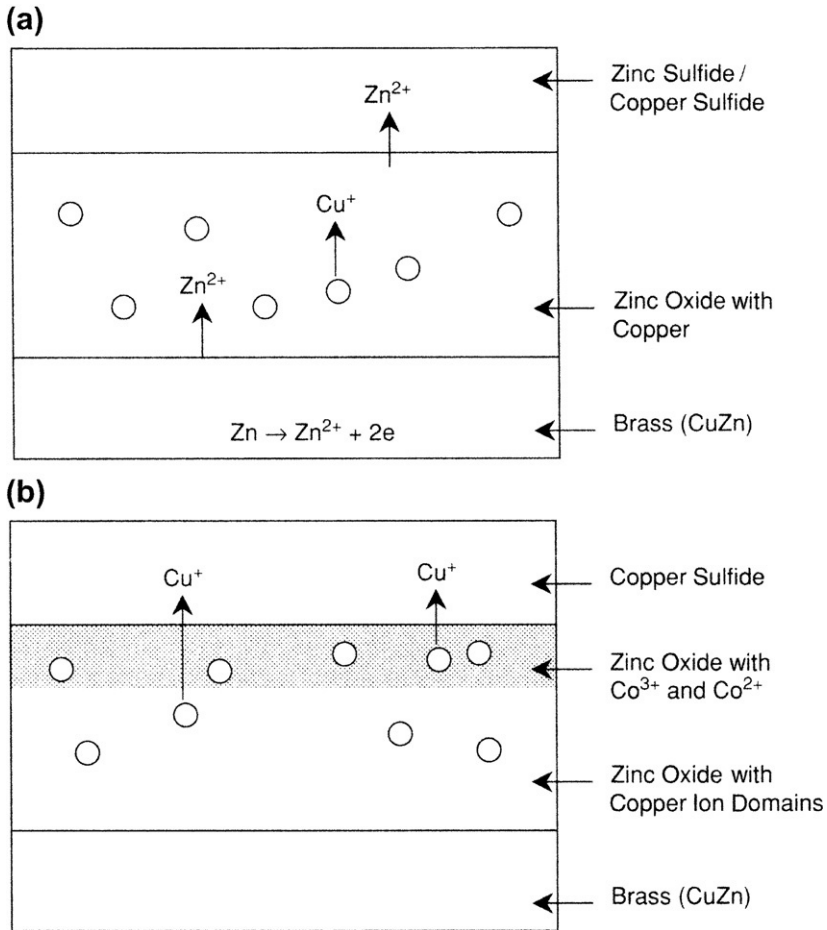 (a)
Zn²⁺
Zinc Sulfide /
Copper Sulfide
Cu⁺
Zn²⁺
Zinc Oxide with
Copper
Zn → Zn²⁺ + 2e
Brass (CuZn)
(b)
Cu⁺
Cu⁺
Copper Sulfide
Zinc Oxide with
Co³⁺ and Co²⁺
Zinc Oxide with
Copper Ion Domains
Brass (CuZn)